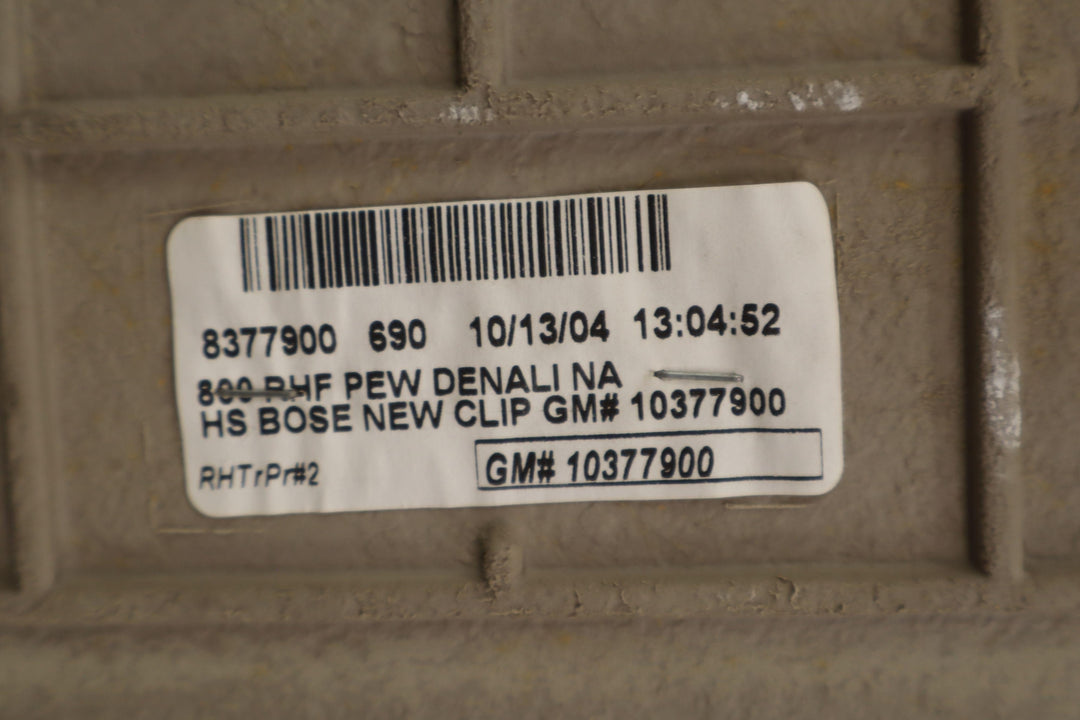 8377900 690 10/13/04 13:04:52
800 RHF PEW DENALI NA
HS BOSE NEW CLIP GM# 10377900
RHTrPr#2
GM# 10377900